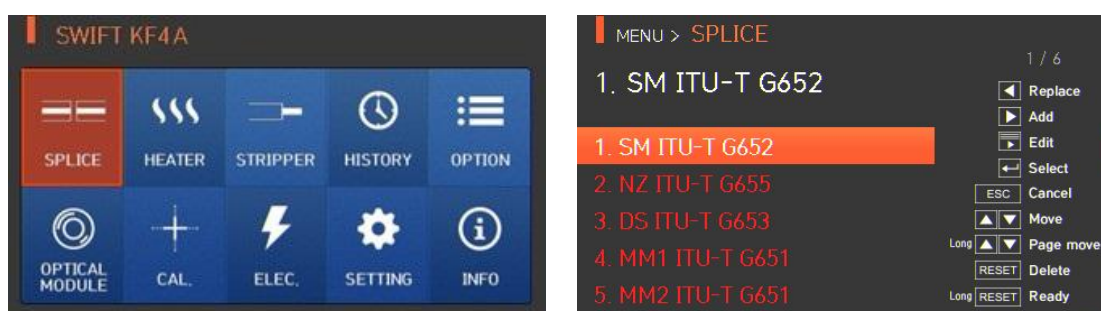 SWIFT KF4A
SPLICE
HEATER
STRIPPER
HISTORY
OPTION
OPTICAL
MODULE
CAL.
ELEC.
SETTING
INFO
MENU > SPLICE
1 / 6
1. SM ITU-T G652
1. SM ITU-T G652
2. NZ ITU-T G655
3. DS ITU-T G653
4. MM1 ITU-T G651
5. MM2 ITU-T G651
Replace
Add
Edit
Select
ESC Cancel
Move
Long Page move
RESET Delete
Long RESET Ready